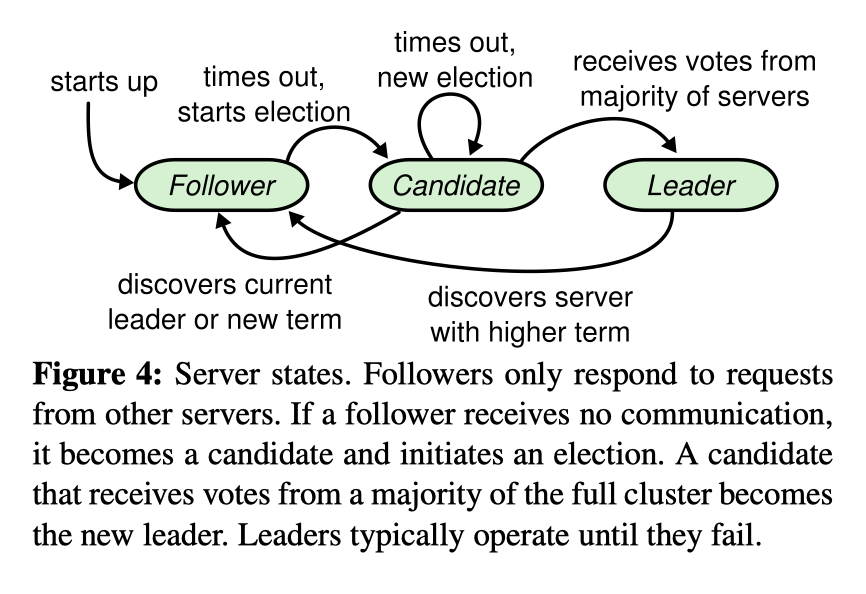 starts up
times out,
starts election
times out,
new election
receives votes from
majority of servers
Follower
Candidate
Leader
discovers current
leader or new term
discovers server
with higher term
Figure 4: Server states. Followers only respond to requests
from other servers. If a follower receives no communication,
it becomes a candidate and initiates an election. A candidate
that receives votes from a majority of the full cluster becomes
the new leader. Leaders typically operate until they fail.